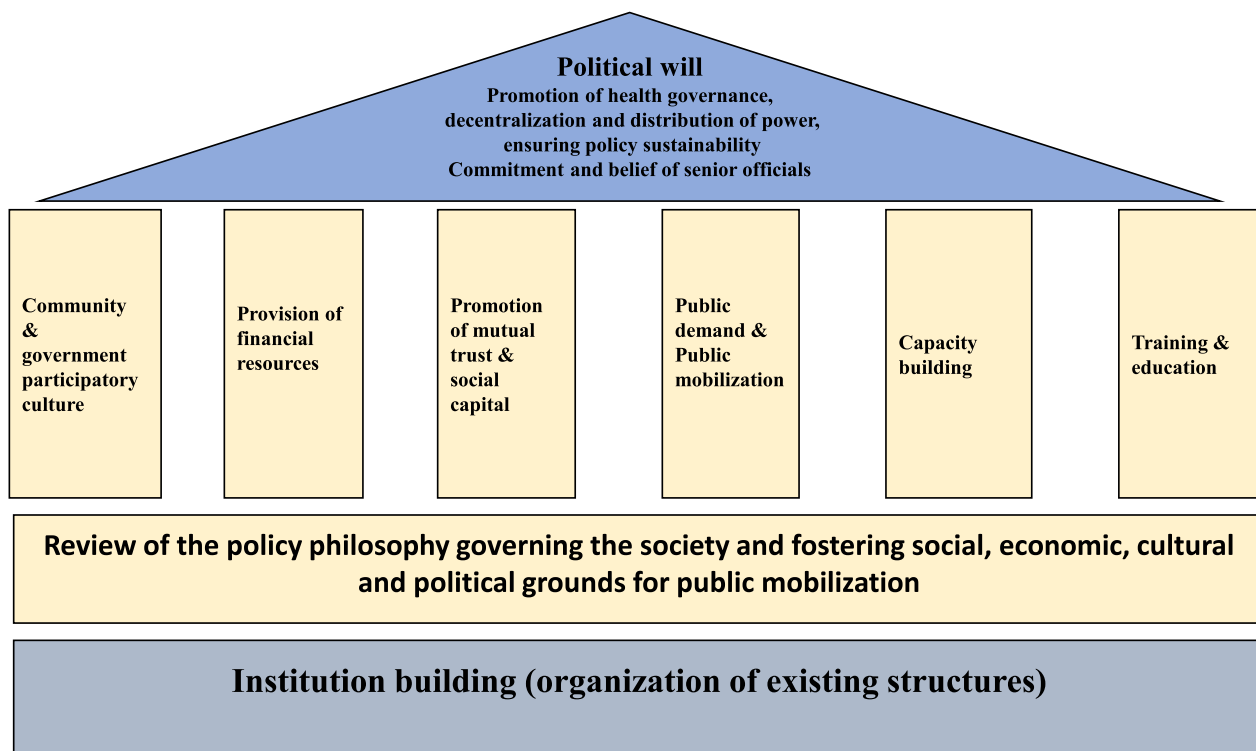 Political will
Promotion of health governance,
decentralization and distribution of power,
ensuring policy sustainability
Commitment and belief of senior officials
Community
&
government
participatory
culture
Provision of
financial
resources
Promotion
of mutual
trust &
social
capital
Public
demand &
Public
mobilization
Capacity
building
Training &
education
Review of the policy philosophy governing the society and fostering social, economic, cultural
and political grounds for public mobilization
Institution building (organization of existing structures)